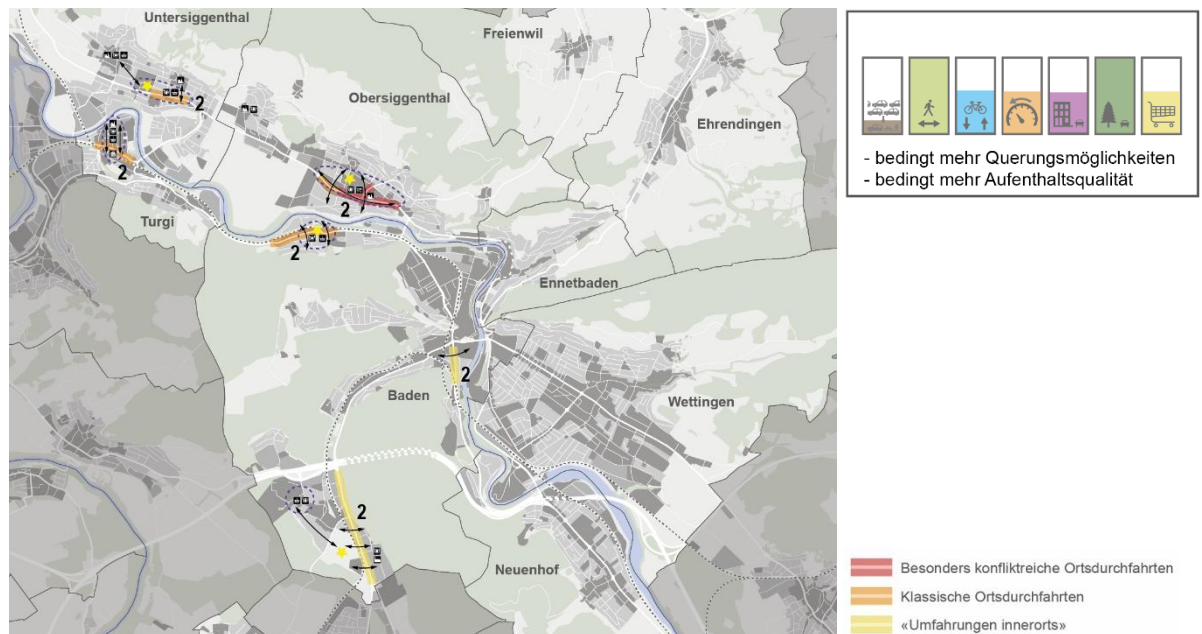 Untersiggenthal
Freienwil
Obersiggenthal
2
Ehrendingen
2
Turgi
2
2
Ennetbaden
2
Baden
Wettingen
2
Neuenhof
- bedingt mehr Querungsmöglichkeiten
- bedingt mehr Aufenthaltsqualität
Besonders konfliktreiche Ortsdurchfahrten
Klassische Ortsdurchfahrten
«Umfahrungen innerorts»